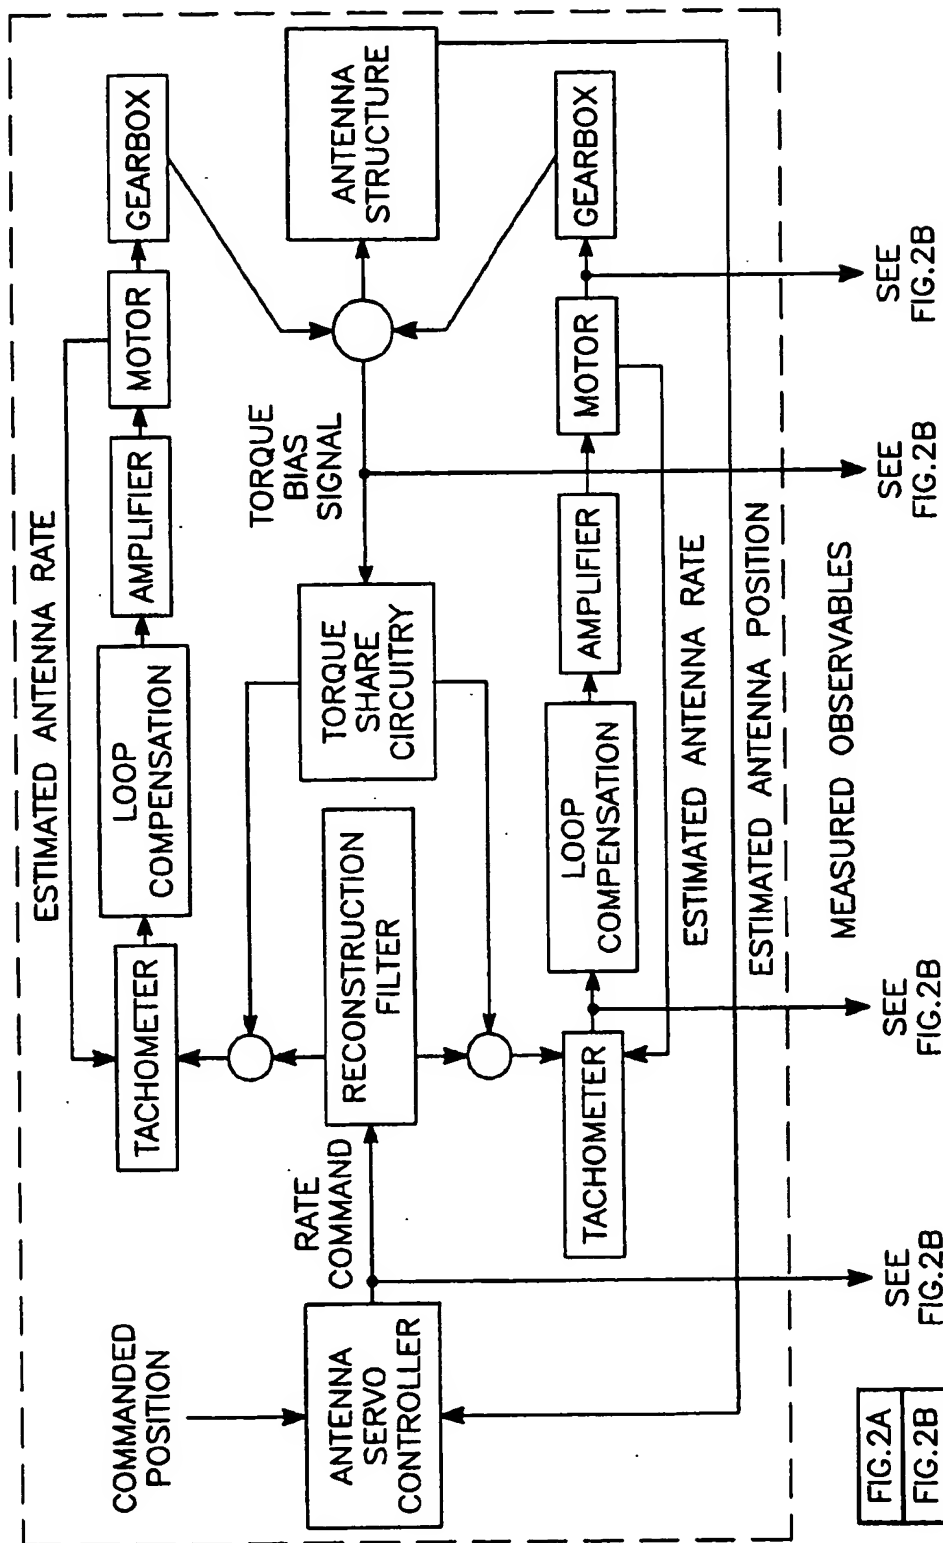 COMMANDED
POSITION
ANTENNA
SERVO
CONTROLLER
RATE
COMMAND
ESTIMATED ANTENNA RATE
TACHOMETER
LOOP
COMPENSATION
AMPLIFIER
MOTOR
GEARBOX
RECONSTRUCTION
FILTER
TORQUE
SHARE
CIRCUITRY
TORQUE
BIAS
SIGNAL
ANTENNA
STRUCTURE
TACHOMETER
LOOP
COMPENSATION
AMPLIFIER
MOTOR
GEARBOX
ESTIMATED ANTENNA RATE
ESTIMATED ANTENNA POSITION
MEASURED OBSERVABLES
SEE
FIG.2B
SEE
FIG.2B
SEE
FIG.2B
SEE
FIG.2B
FIG.2A
FIG.2B